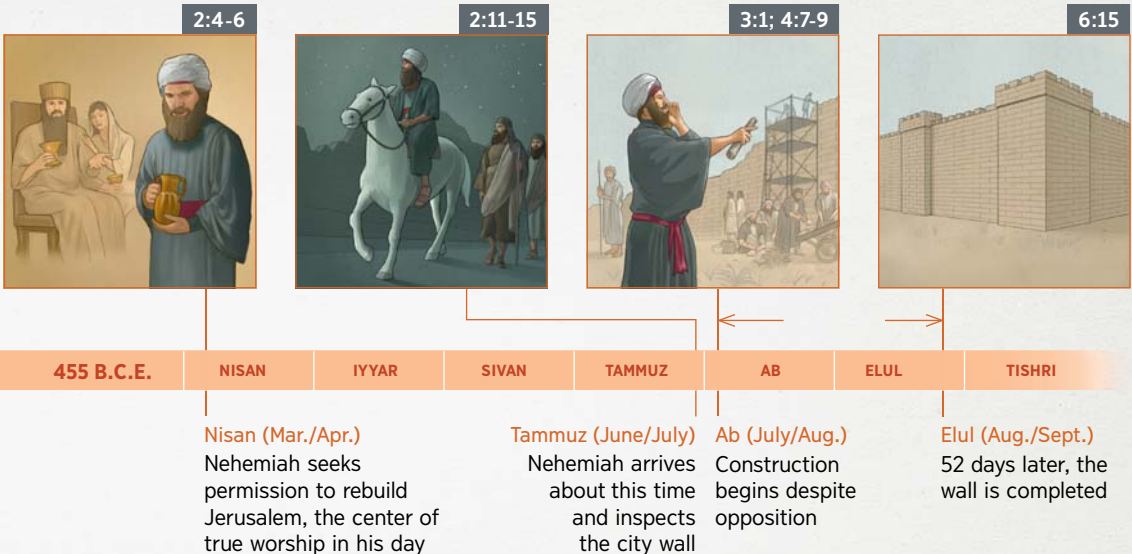 2:4-6
2:11-15
3:1; 4:7-9
6:15
455 B.C.E.
NISAN
IYYAR
SIVAN
TAMMUZ
AB
ELUL
TISHRI
Nisan (Mar./Apr.)
Nehemiah seeks
permission to rebuild
Jerusalem, the center of
true worship in his day
Tammuz (June/July)
Nehemiah arrives
about this time
and inspects
the city wall
Ab (July/Aug.)
Construction
begins despite
opposition
Elul (Aug./Sept.)
52 days later, the
wall is completed